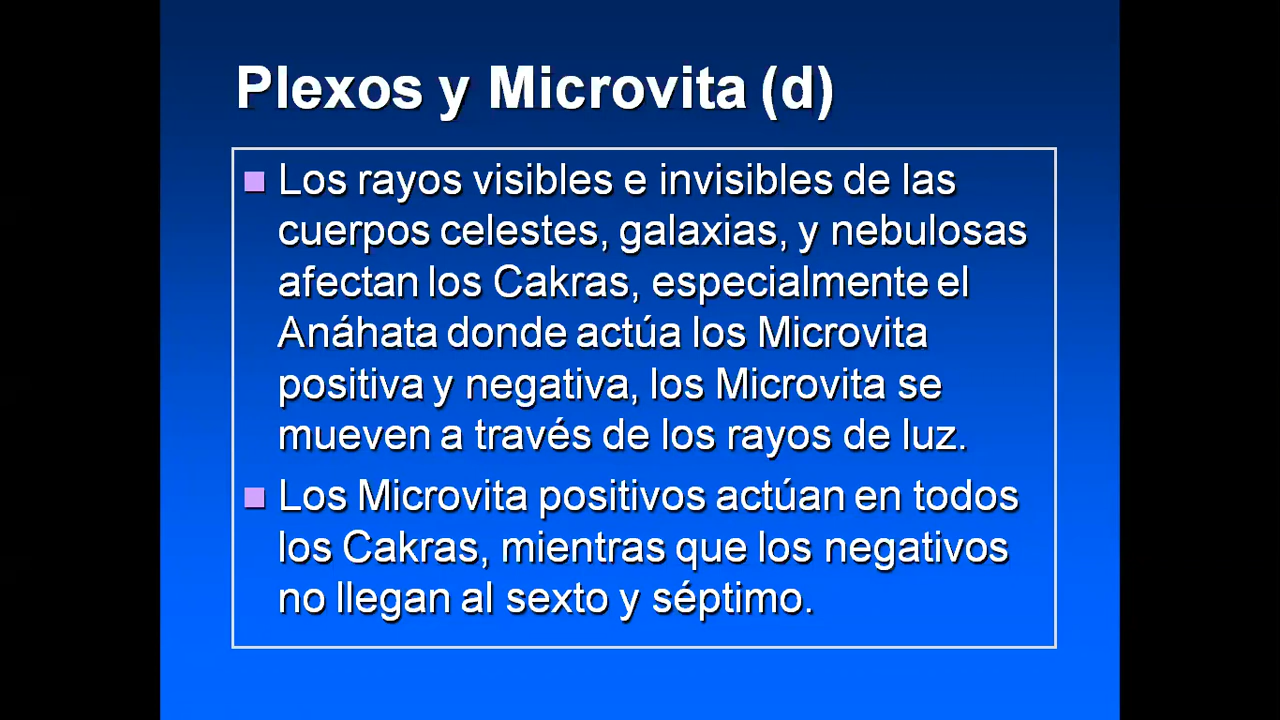 Plexos y Microvita (d)
Los rayos visibles e invisibles de las
cuerpos celestes, galaxias, y nebulosas
afectan los Cakras, especialmente el
Anáhata donde actúa los Microvita
positiva y negativa, los Microvita se
mueven a través de los rayos de luz.
Los Microvita positivos actúan en todos
los Cakras, mientras que los negativos
no llegan al sexto y séptimo.